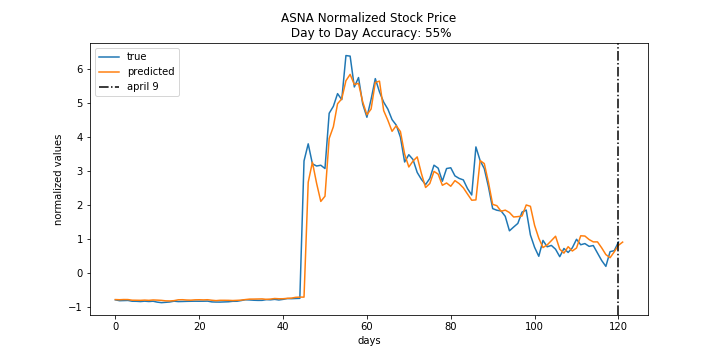 ASNA Normalized Stock Price
Day to Day Accuracy: 55%
true
predicted
april 9
normalized values
6
5
4
3
2
1
0
−1
0
20
40
60
80
100
120
days